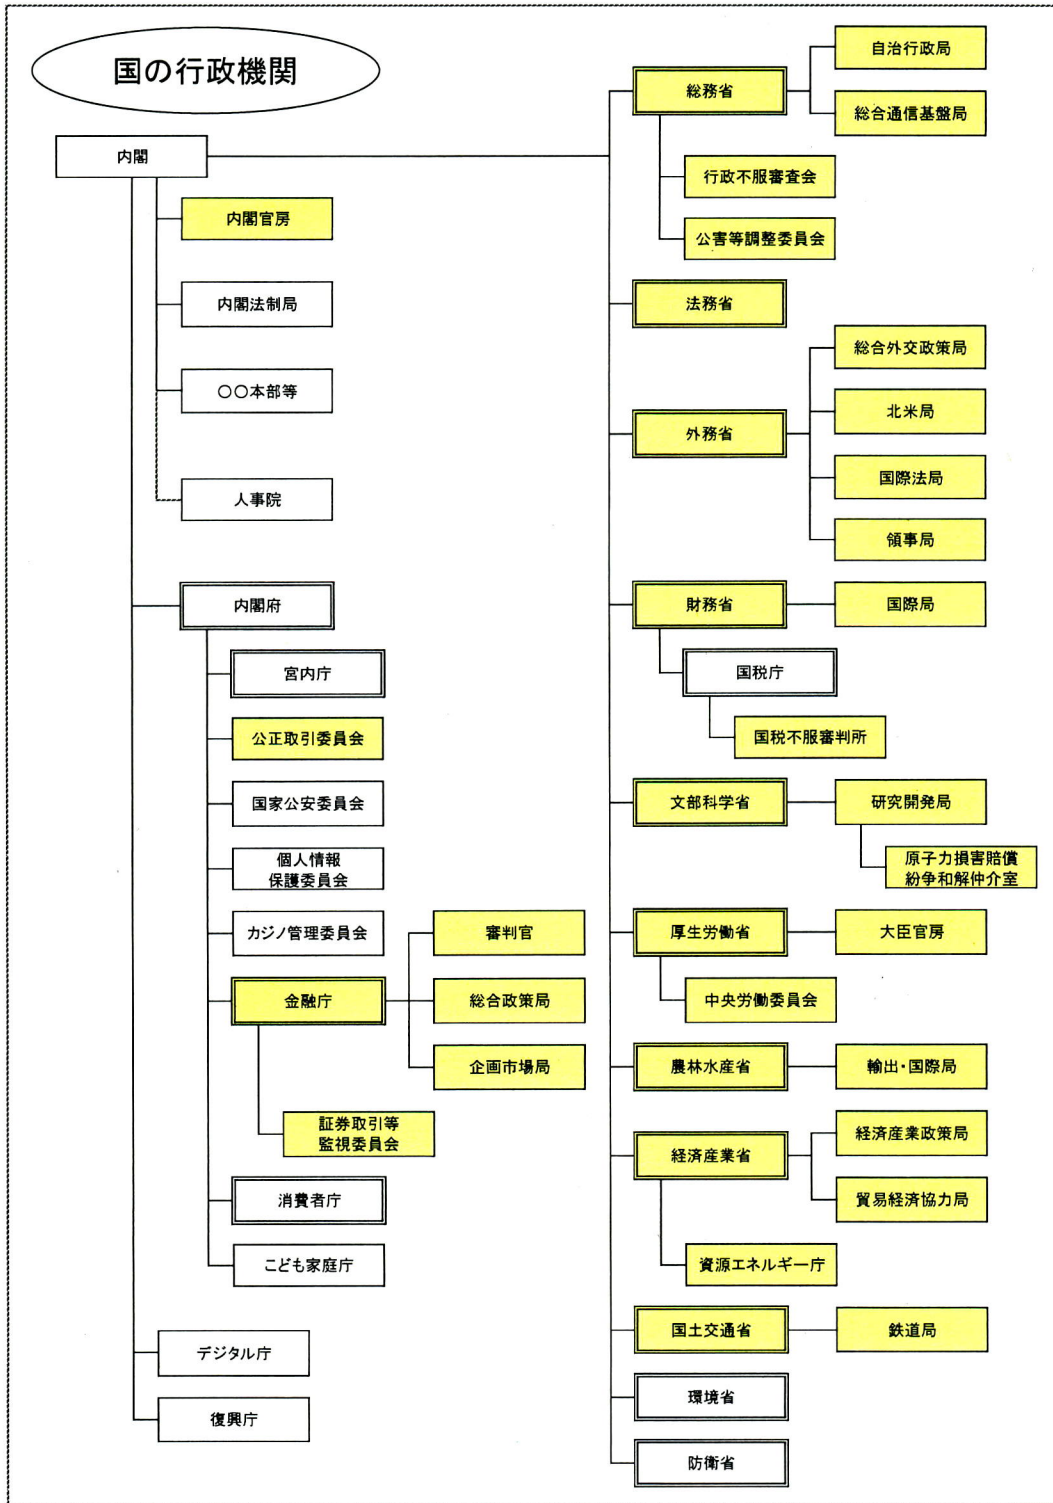 国の行政機関
内閣
内閣官房
内閣法制局
〇〇本部等
人事院
内閣府
宮内庁
公正取引委員会
国家公安委員会
個人情報
保護委員会
カジノ管理委員会
金融庁
審判官
総合政策局
企画市場局
証券取引等
監視委員会
消費者庁
こども家庭庁
デジタル庁
復興庁
総務省
自治行政局
総合通信基盤局
行政不服審査会
公害等調整委員会
法務省
外務省
総合外交政策局
北米局
国際法局
領事局
財務省
国際局
国税庁
国税不服審判所
文部科学省
研究開発局
原子力損害賠償
紛争和解仲介室
厚生労働省
大臣官房
中央労働委員会
農林水産省
輸出・国際局
経済産業省
経済産業政策局
貿易経済協力局
資源エネルギー庁
国土交通省
鉄道局
環境省
防衛省